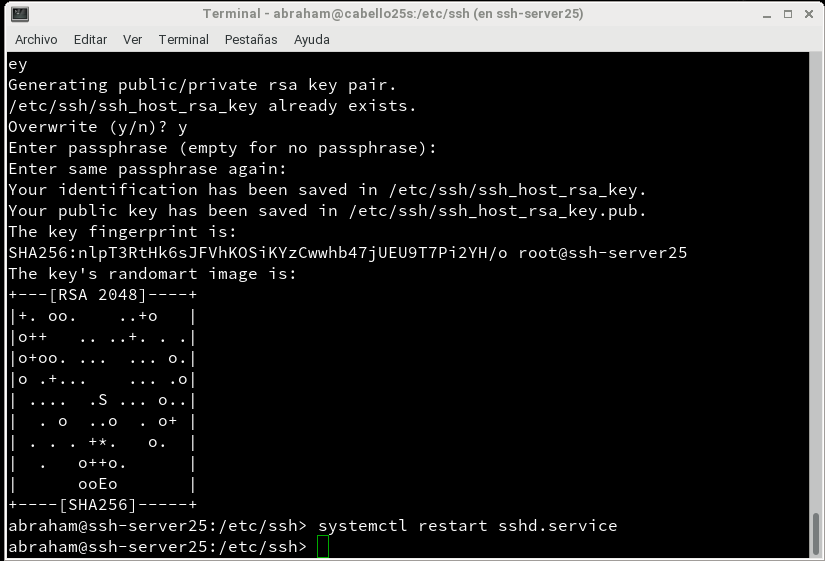 Terminal - abraham@cabello25s:/etc/ssh (en ssh-server25)
Archivo Editar Ver Terminal Pestañas Ayuda
ey
Generating public/private rsa key pair.
/etc/ssh/ssh_host_rsa_key already exists.
Overwrite (y/n)? y
Enter passphrase (empty for no passphrase):
Enter same passphrase again:
Your identification has been saved in /etc/ssh/ssh_host_rsa_key.
Your public key has been saved in /etc/ssh/ssh_host_rsa_key.pub.
The key fingerprint is:
SHA256:nlpT3RtHk6sJFVhKOSiKYzCwwhb47jUEU9T7Pi2YH/o root@ssh-server25
The key's randomart image is:
+---[RSA 2048]----+
|+. oo.    ..+o   |
|o++   .. ..+. . .|
|o+oo. ...  ... o.|
|o .+...    ... .o|
| ....  .S ... o..|
|  . o  ..o  . o+ |
| . . . +*.   o.  |
|  .   o++o.      |
|      ooEo       |
+----[SHA256]-----+
abraham@ssh-server25:/etc/ssh> systemctl restart sshd.service
abraham@ssh-server25:/etc/ssh>